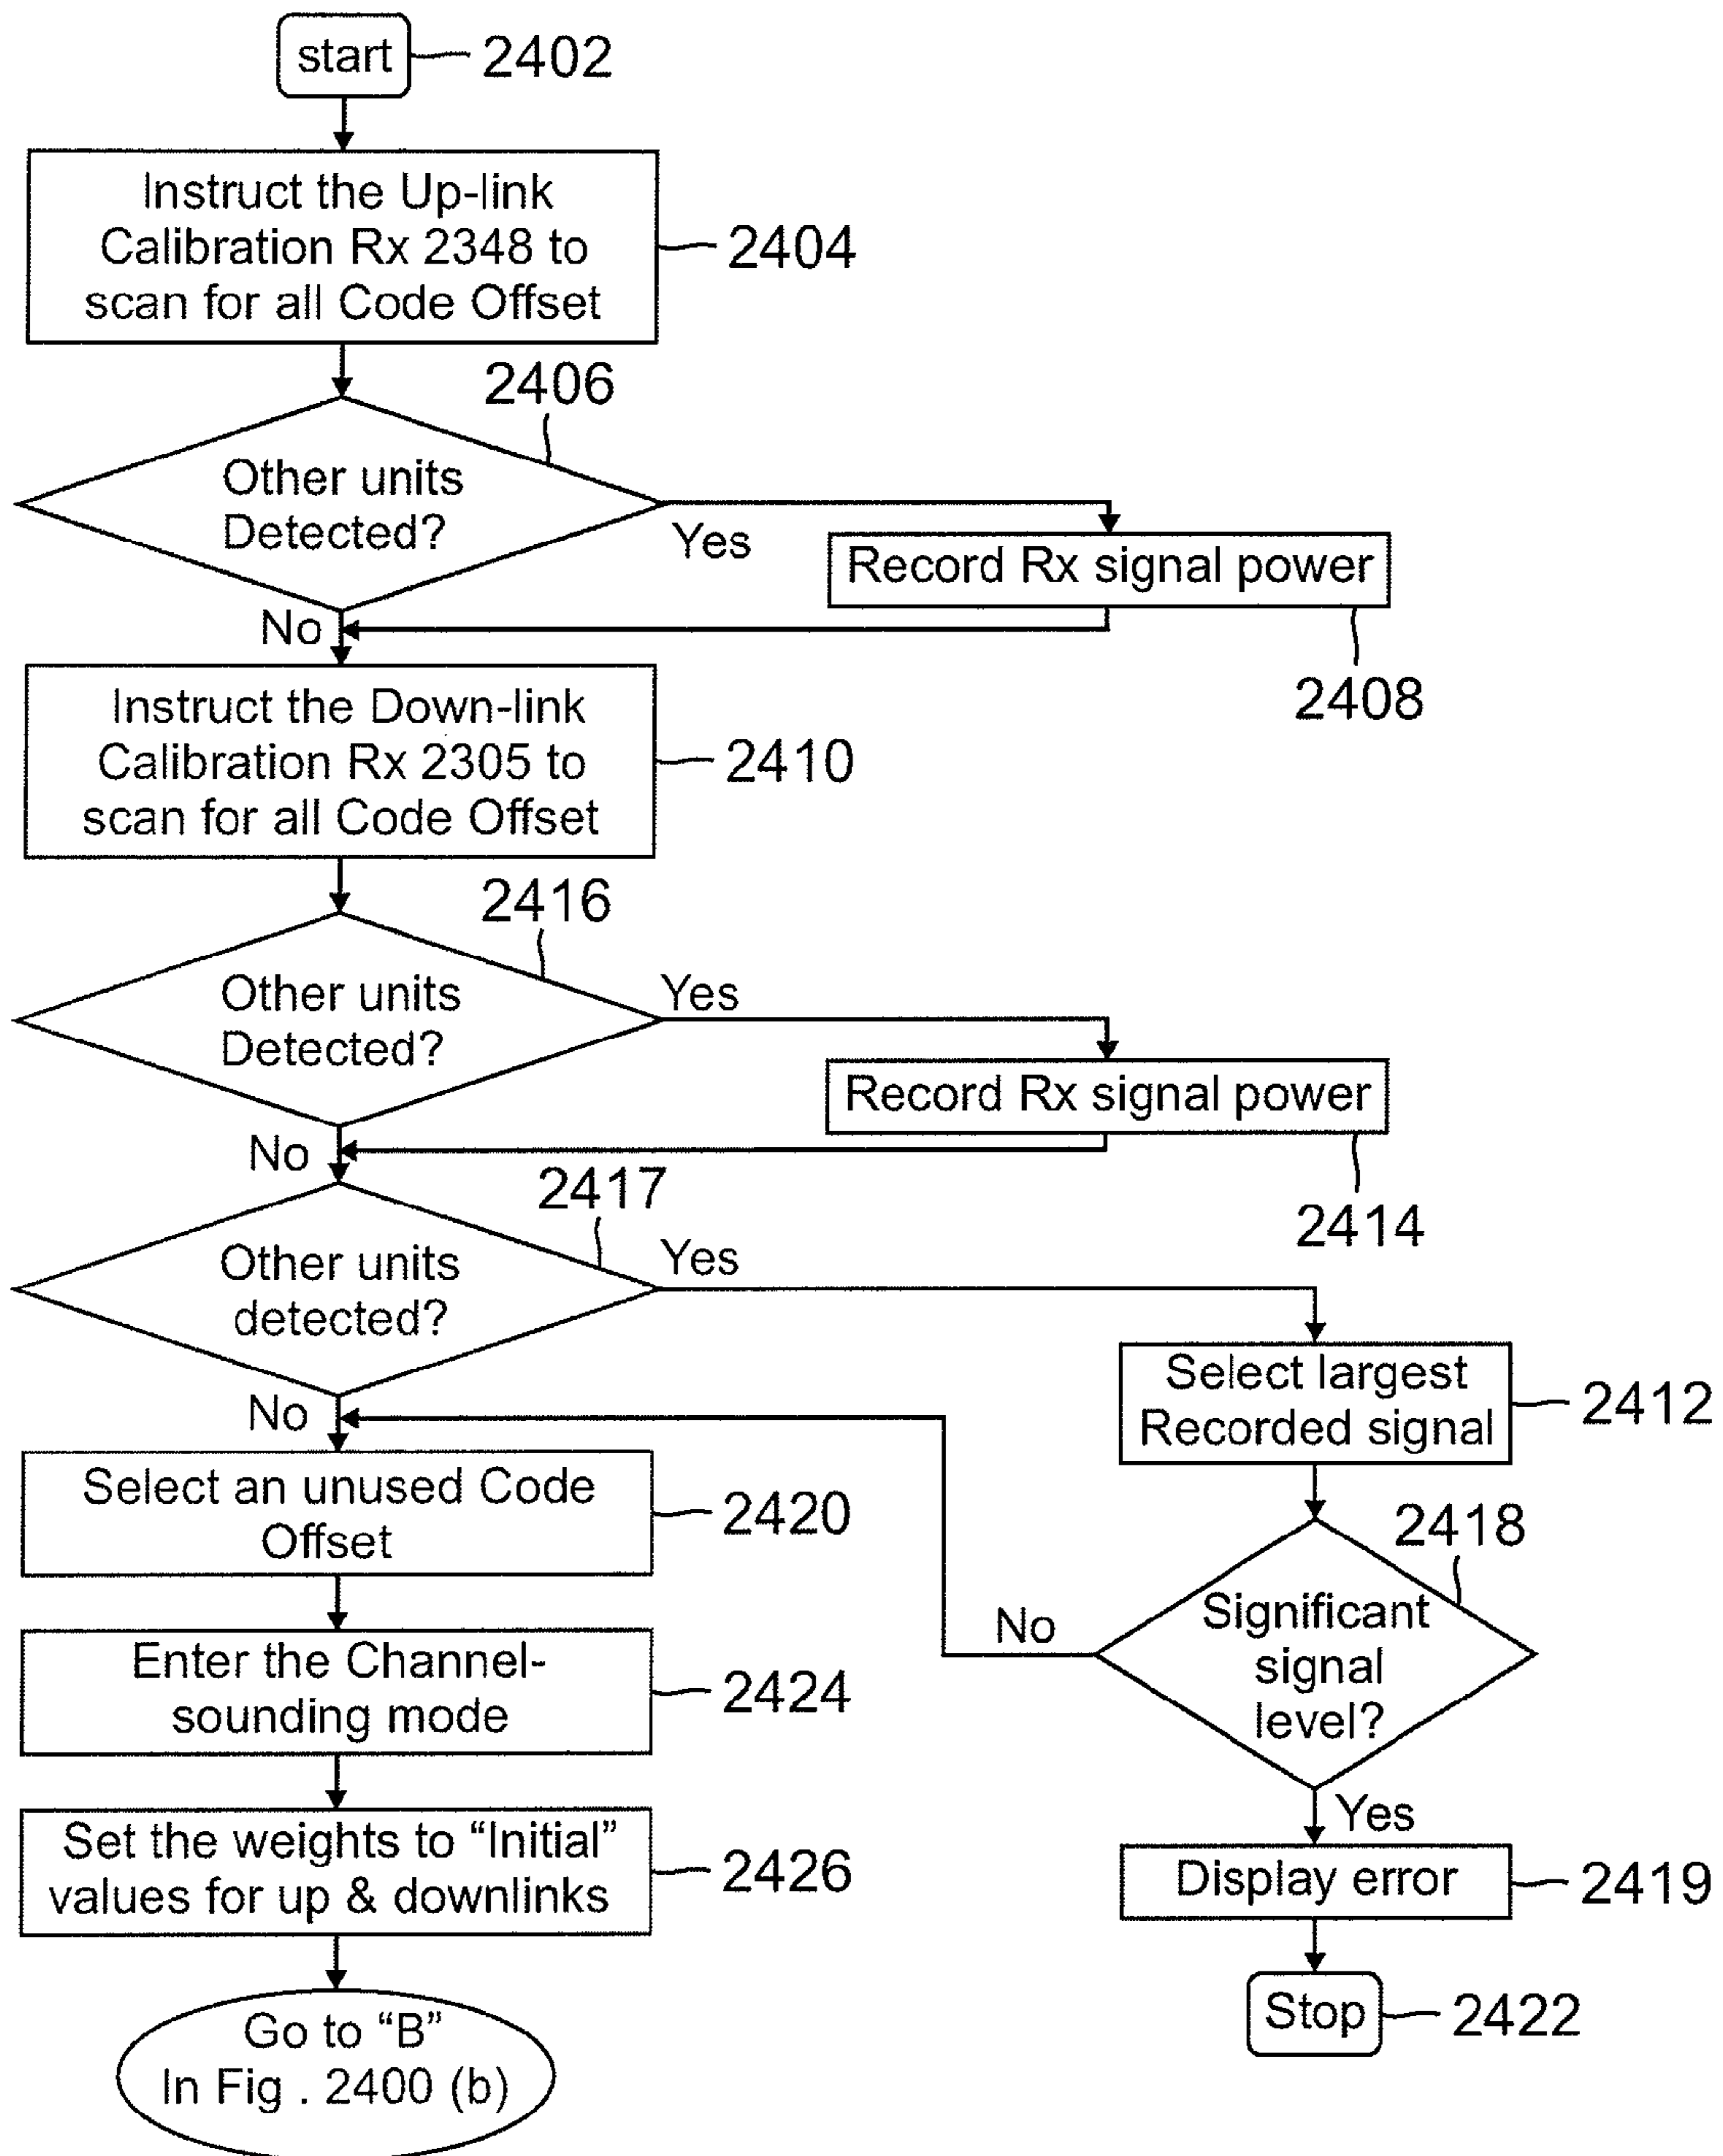 start
2402
Instruct the Up-link
Calibration Rx 2348 to
scan for all Code Offset
2404
2406
Other units
Detected?
Yes
Record Rx signal power
No
2408
Instruct the Down-link
Calibration Rx 2305 to
scan for all Code Offset
2410
2416
Other units
Detected?
Yes
Record Rx signal power
No
2414
2417
Other units
detected?
Yes
Select largest
Recorded signal
2412
No
Select an unused Code
Offset
2420
2418
Significant
signal
level?
No
Enter the Channel-
sounding mode
2424
Yes
Set the weights to “Initial”
values for up & downlinks
2426
Display error
2419
Stop
2422
Go to “B”
In Fig . 2400 (b)